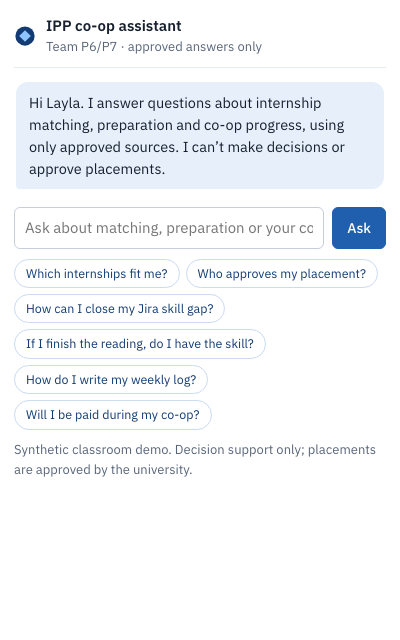 IPP co-op assistant
Team P6/P7 · approved answers only
Hi Layla. I answer questions about internship
matching, preparation and co-op progress, using
only approved sources. I can’t make decisions or
approve placements.
Ask about matching, preparation or your co
Ask
Which internships fit me?
Who approves my placement?
How can I close my Jira skill gap?
If I finish the reading, do I have the skill?
How do I write my weekly log?
Will I be paid during my co-op?
Synthetic classroom demo. Decision support only; placements
are approved by the university.